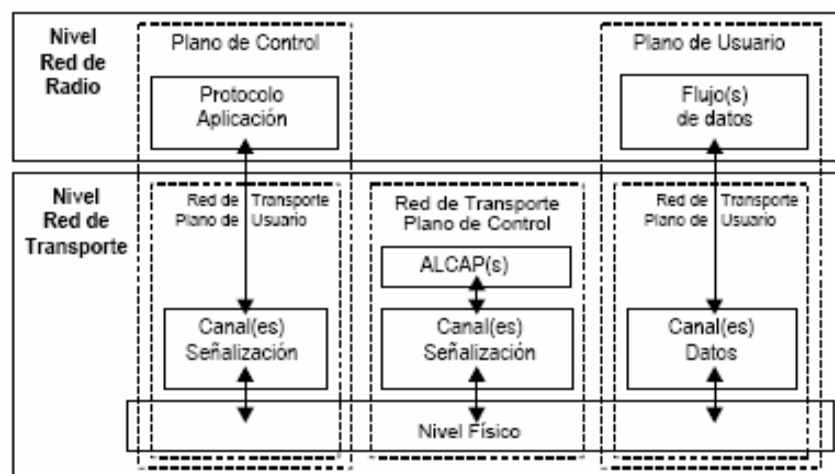 Nivel
Red de
Radio
Plano de Control
Protocolo
Aplicación
Plano de Usuario
Flujo(s)
de datos
Nivel
Red de
Transporte
Red de Transporte
Plano de Usuario
Canal(es)
Señalización
Red de Transporte
Plano de Control
ALCAP(s)
Canal(es)
Señalización
Red de Transporte
Plano de Usuario
Canal(es)
Datos
Nivel Físico